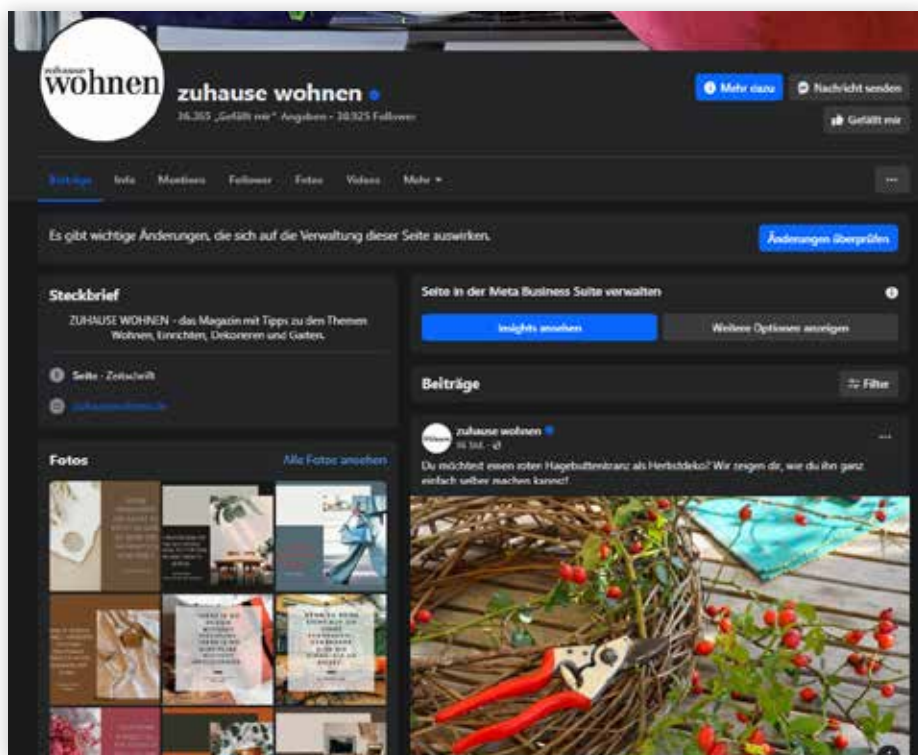 zuhause
wohnen
zuhause wohnen
36.355 „Gefällt mir“-Angaben • 38.925 Follower
Mehr dazu
Nachricht senden
Gefällt mir
Beiträge Info Mentions Follower Fotos Videos Mehr
Es gibt wichtige Änderungen, die sich auf die Verwaltung dieser Seite auswirken.
Änderungen überprüfen
Steckbrief
ZUHAUSE WOHNEN - das Magazin mit Tipps zu den Themen
Wohnen, Einrichten, Dekorieren und Garten.
Seite · Zeitschrift
zuhausewohnen.de
Fotos
Alle Fotos ansehen
Seite in der Meta Business Suite verwalten
Insights ansehen
Weitere Optionen anzeigen
Beiträge
Filter
zuhause wohnen
16 Std.
Du möchtest einen roten Hagebuttenkranz als Herbstdeko? Wir zeigen dir, wie du ihn ganz
einfach selber machen kannst!